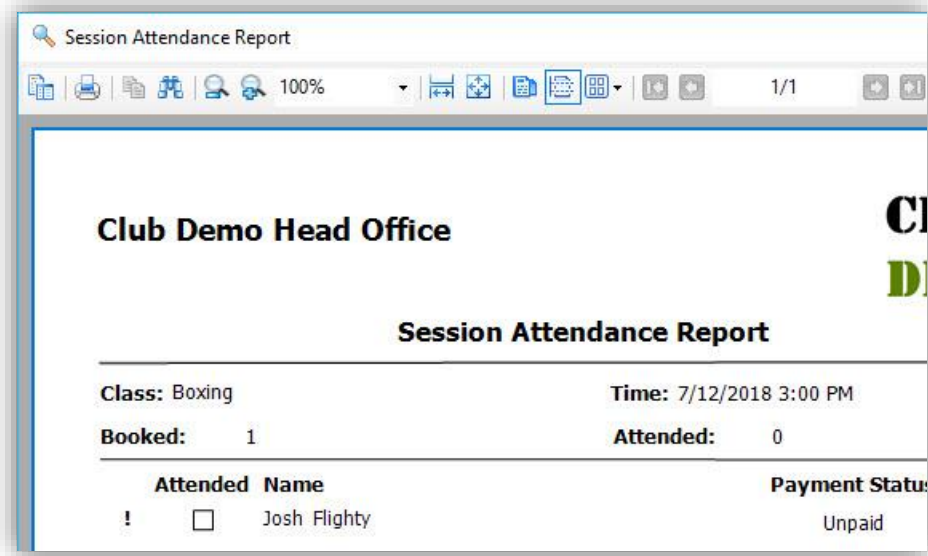 Session Attendance Report
100% 1/1
Club Demo Head Office
Session Attendance Report
Class: Boxing Time: 7/12/2018 3:00 PM
Booked: 1 Attended: 0
Attended Name Payment Status
! Josh Flighty Unpaid